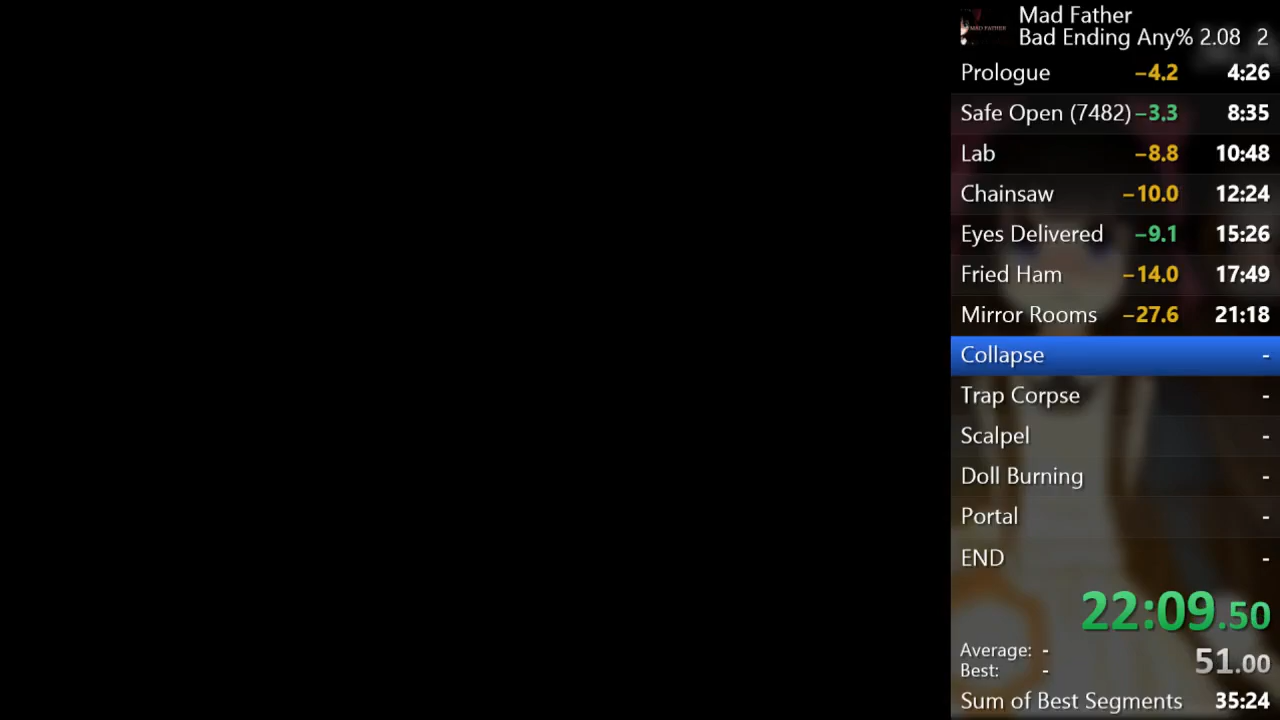 Mad Father
Bad Ending Any% 2.08 2
Prologue −4.2 4:26
Safe Open (7482) −3.3 8:35
Lab −8.8 10:48
Chainsaw −10.0 12:24
Eyes Delivered −9.1 15:26
Fried Ham −14.0 17:49
Mirror Rooms −27.6 21:18
Collapse -
Trap Corpse -
Scalpel -
Doll Burning -
Portal -
END -
22:09.50
Average: -
51.00
Best: -
Sum of Best Segments 35:24